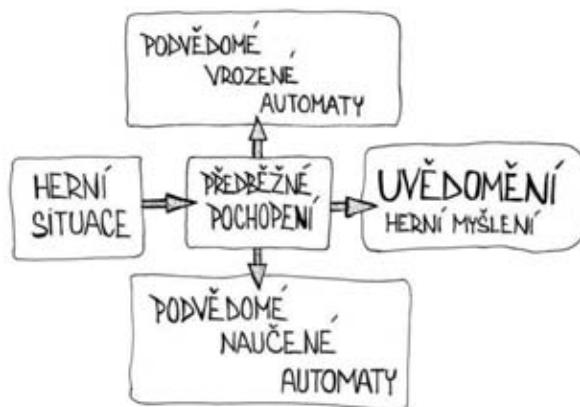 PODVĚDOMÉ
VROZENÉ
AUTOMATY
HERNÍ
SITUACE
PŘEDBĚŽNÉ
POCHOPENÍ
UVĚDOMĚNÍ
HERNÍ MYŠLENÍ
PODVĚDOMÉ
NAUČENÉ
AUTOMATY